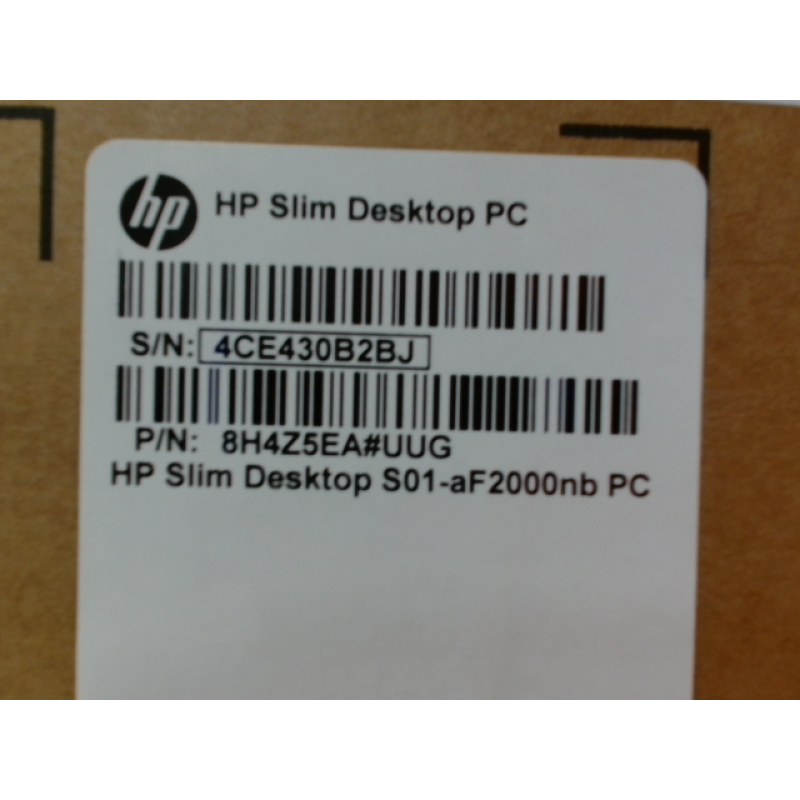 hp HP Slim Desktop PC
S/N: 4CE430B2BJ
P/N: 8H4Z5EA#UUG
HP Slim Desktop S01-aF2000nb PC